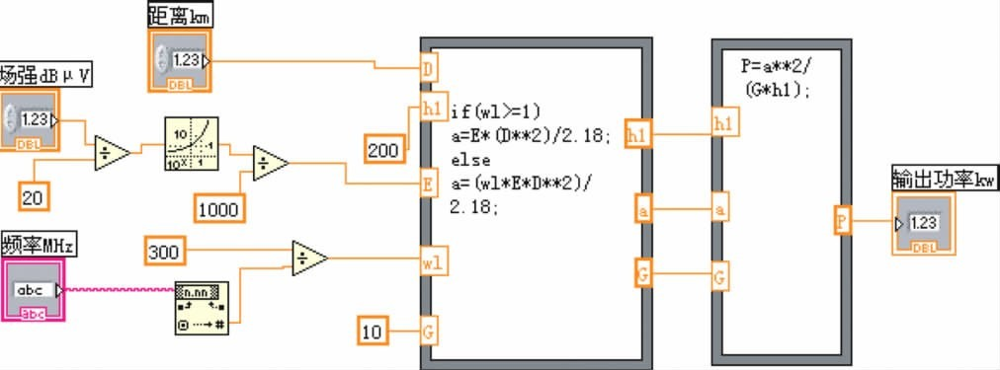 距离km
1.23
DBL
场强dBμV
1.23
DBL
20
10
1
10ˣ
-1
1000
频率MHz
abc
abc
300
n.nn
#
10
200
D
h1
E
wl
G
if(wl>=1)
a=E*(D**2)/2.18;
else
a=(wl*E*D**2)/
2.18;
h1
a
G
P=a**2/
(G*h1);
h1
a
G
P
输出功率kw
1.23
DBL